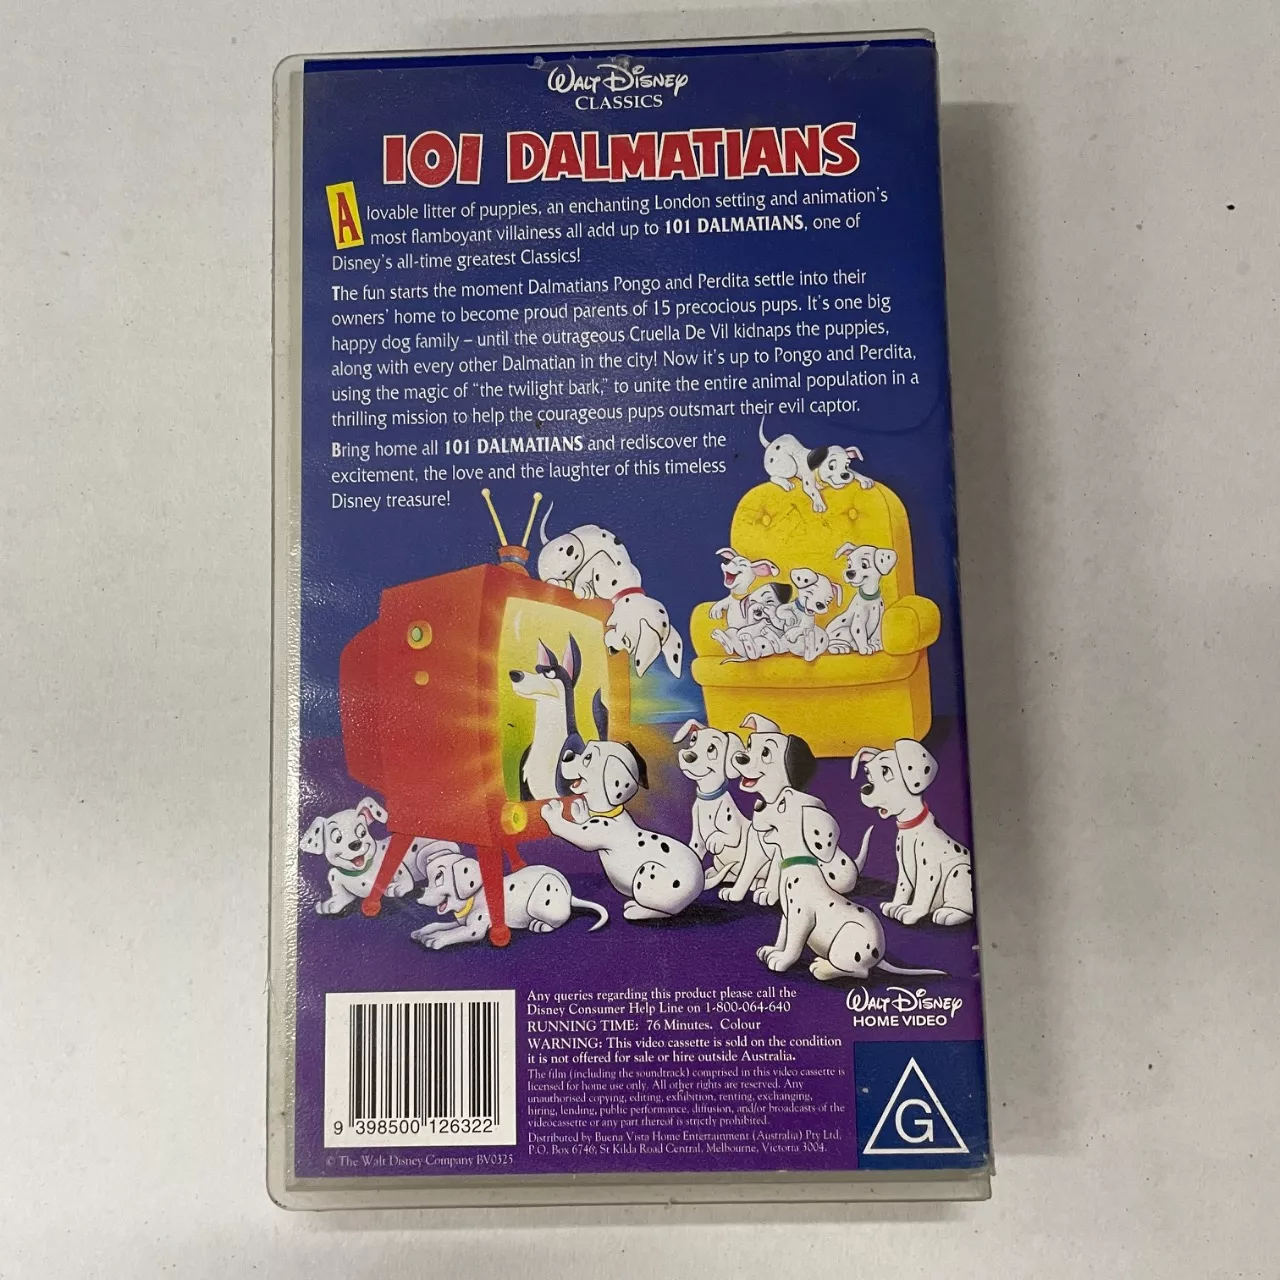 WALT DISNEY
CLASSICS
101 DALMATIANS
A lovable litter of puppies, an enchanting London setting and animation's
most flamboyant villainess all add up to 101 DALMATIANS, one of
Disney's all-time greatest Classics!
The fun starts the moment Dalmatians Pongo and Perdita settle into their
owners' home to become proud parents of 15 precocious pups. It's one big
happy dog family – until the outrageous Cruella De Vil kidnaps the puppies,
along with every other Dalmatian in the city! Now it's up to Pongo and Perdita,
using the magic of "the twilight bark," to unite the entire animal population in a
thrilling mission to help the courageous pups outsmart their evil captor.
Bring home all 101 DALMATIANS and rediscover the
excitement, the love and the laughter of this timeless
Disney treasure!
Any queries regarding this product please call the
Disney Consumer Help Line on 1-800-064-640
RUNNING TIME: 76 Minutes. Colour
WARNING: This video cassette is sold on the condition
it is not offered for sale or hire outside Australia.
The film (including the soundtrack) comprised in this video cassette is
licensed for home use only. All other rights are reserved. Any
unauthorised copying, editing, exhibition, renting, exchanging,
hiring, lending, public performance, diffusion, and/or broadcasts of the
videocassette or any part thereof is strictly prohibited.
Distributed by Buena Vista Home Entertainment (Australia) Pty Ltd,
P.O. Box 6746, St Kilda Road Central, Melbourne, Victoria 3004.
WALT DISNEY
HOME VIDEO
G
9 398500 126322
© The Walt Disney Company BV0325